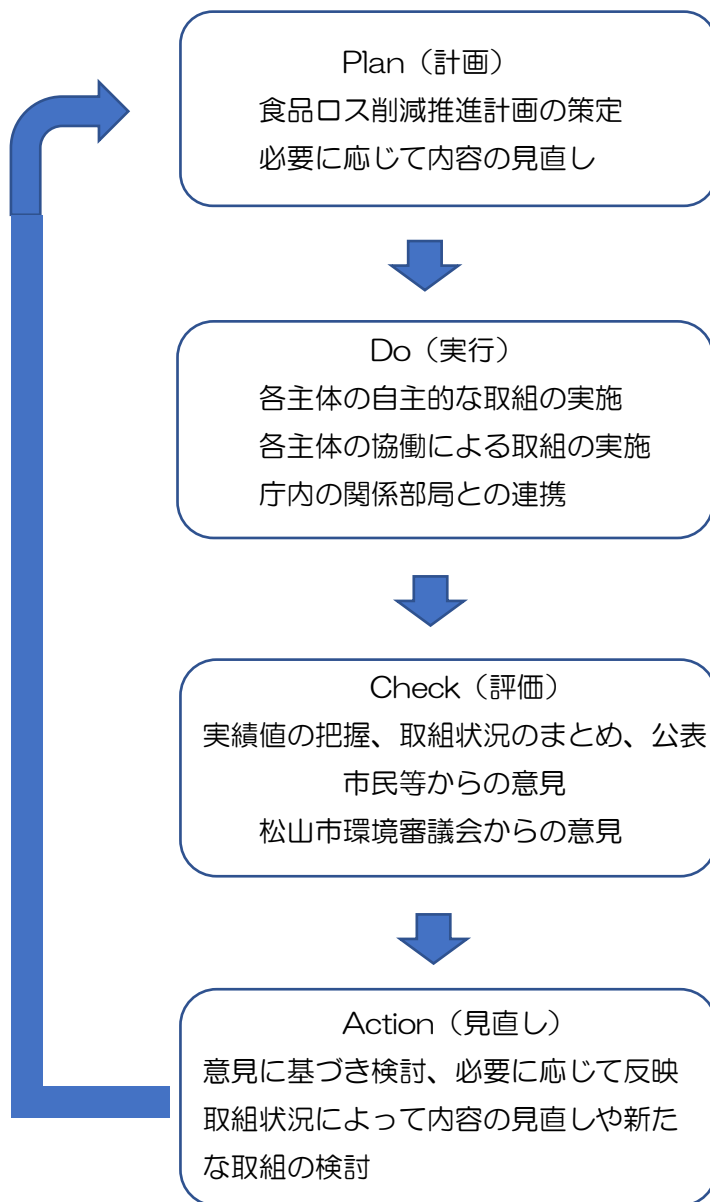 Plan（計画）
食品ロス削減推進計画の策定
必要に応じて内容の見直し
Do（実行）
各主体の自主的な取組の実施
各主体の協働による取組の実施
庁内の関係部局との連携
Check（評価）
実績値の把握、取組状況のまとめ、公表
市民等からの意見
松山市環境審議会からの意見
Action（見直し）
意見に基づき検討、必要に応じて反映
取組状況によって内容の見直しや新た
な取組の検討